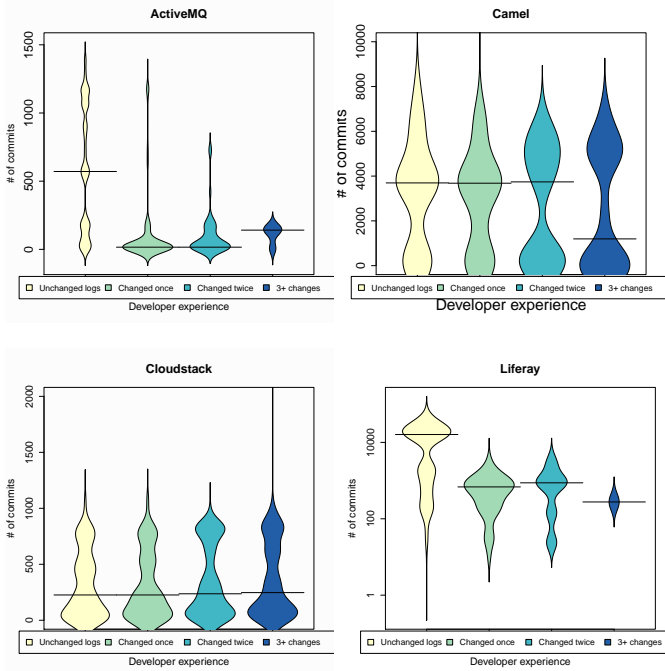 ActiveMQ
# of commits
1500
1000
500
0
Unchanged logs Changed once Changed twice 3+ changes
Developer experience
Camel
# of commits
10000
8000
6000
4000
2000
0
Unchanged logs Changed once Changed twice 3+ changes
Developer experience
Cloudstack
# of commits
2000
1500
1000
500
0
Unchanged logs Changed once Changed twice 3+ changes
Developer experience
Liferay
# of commits
10000
100
1
Unchanged logs Changed once Changed twice 3+ changes
Developer experience